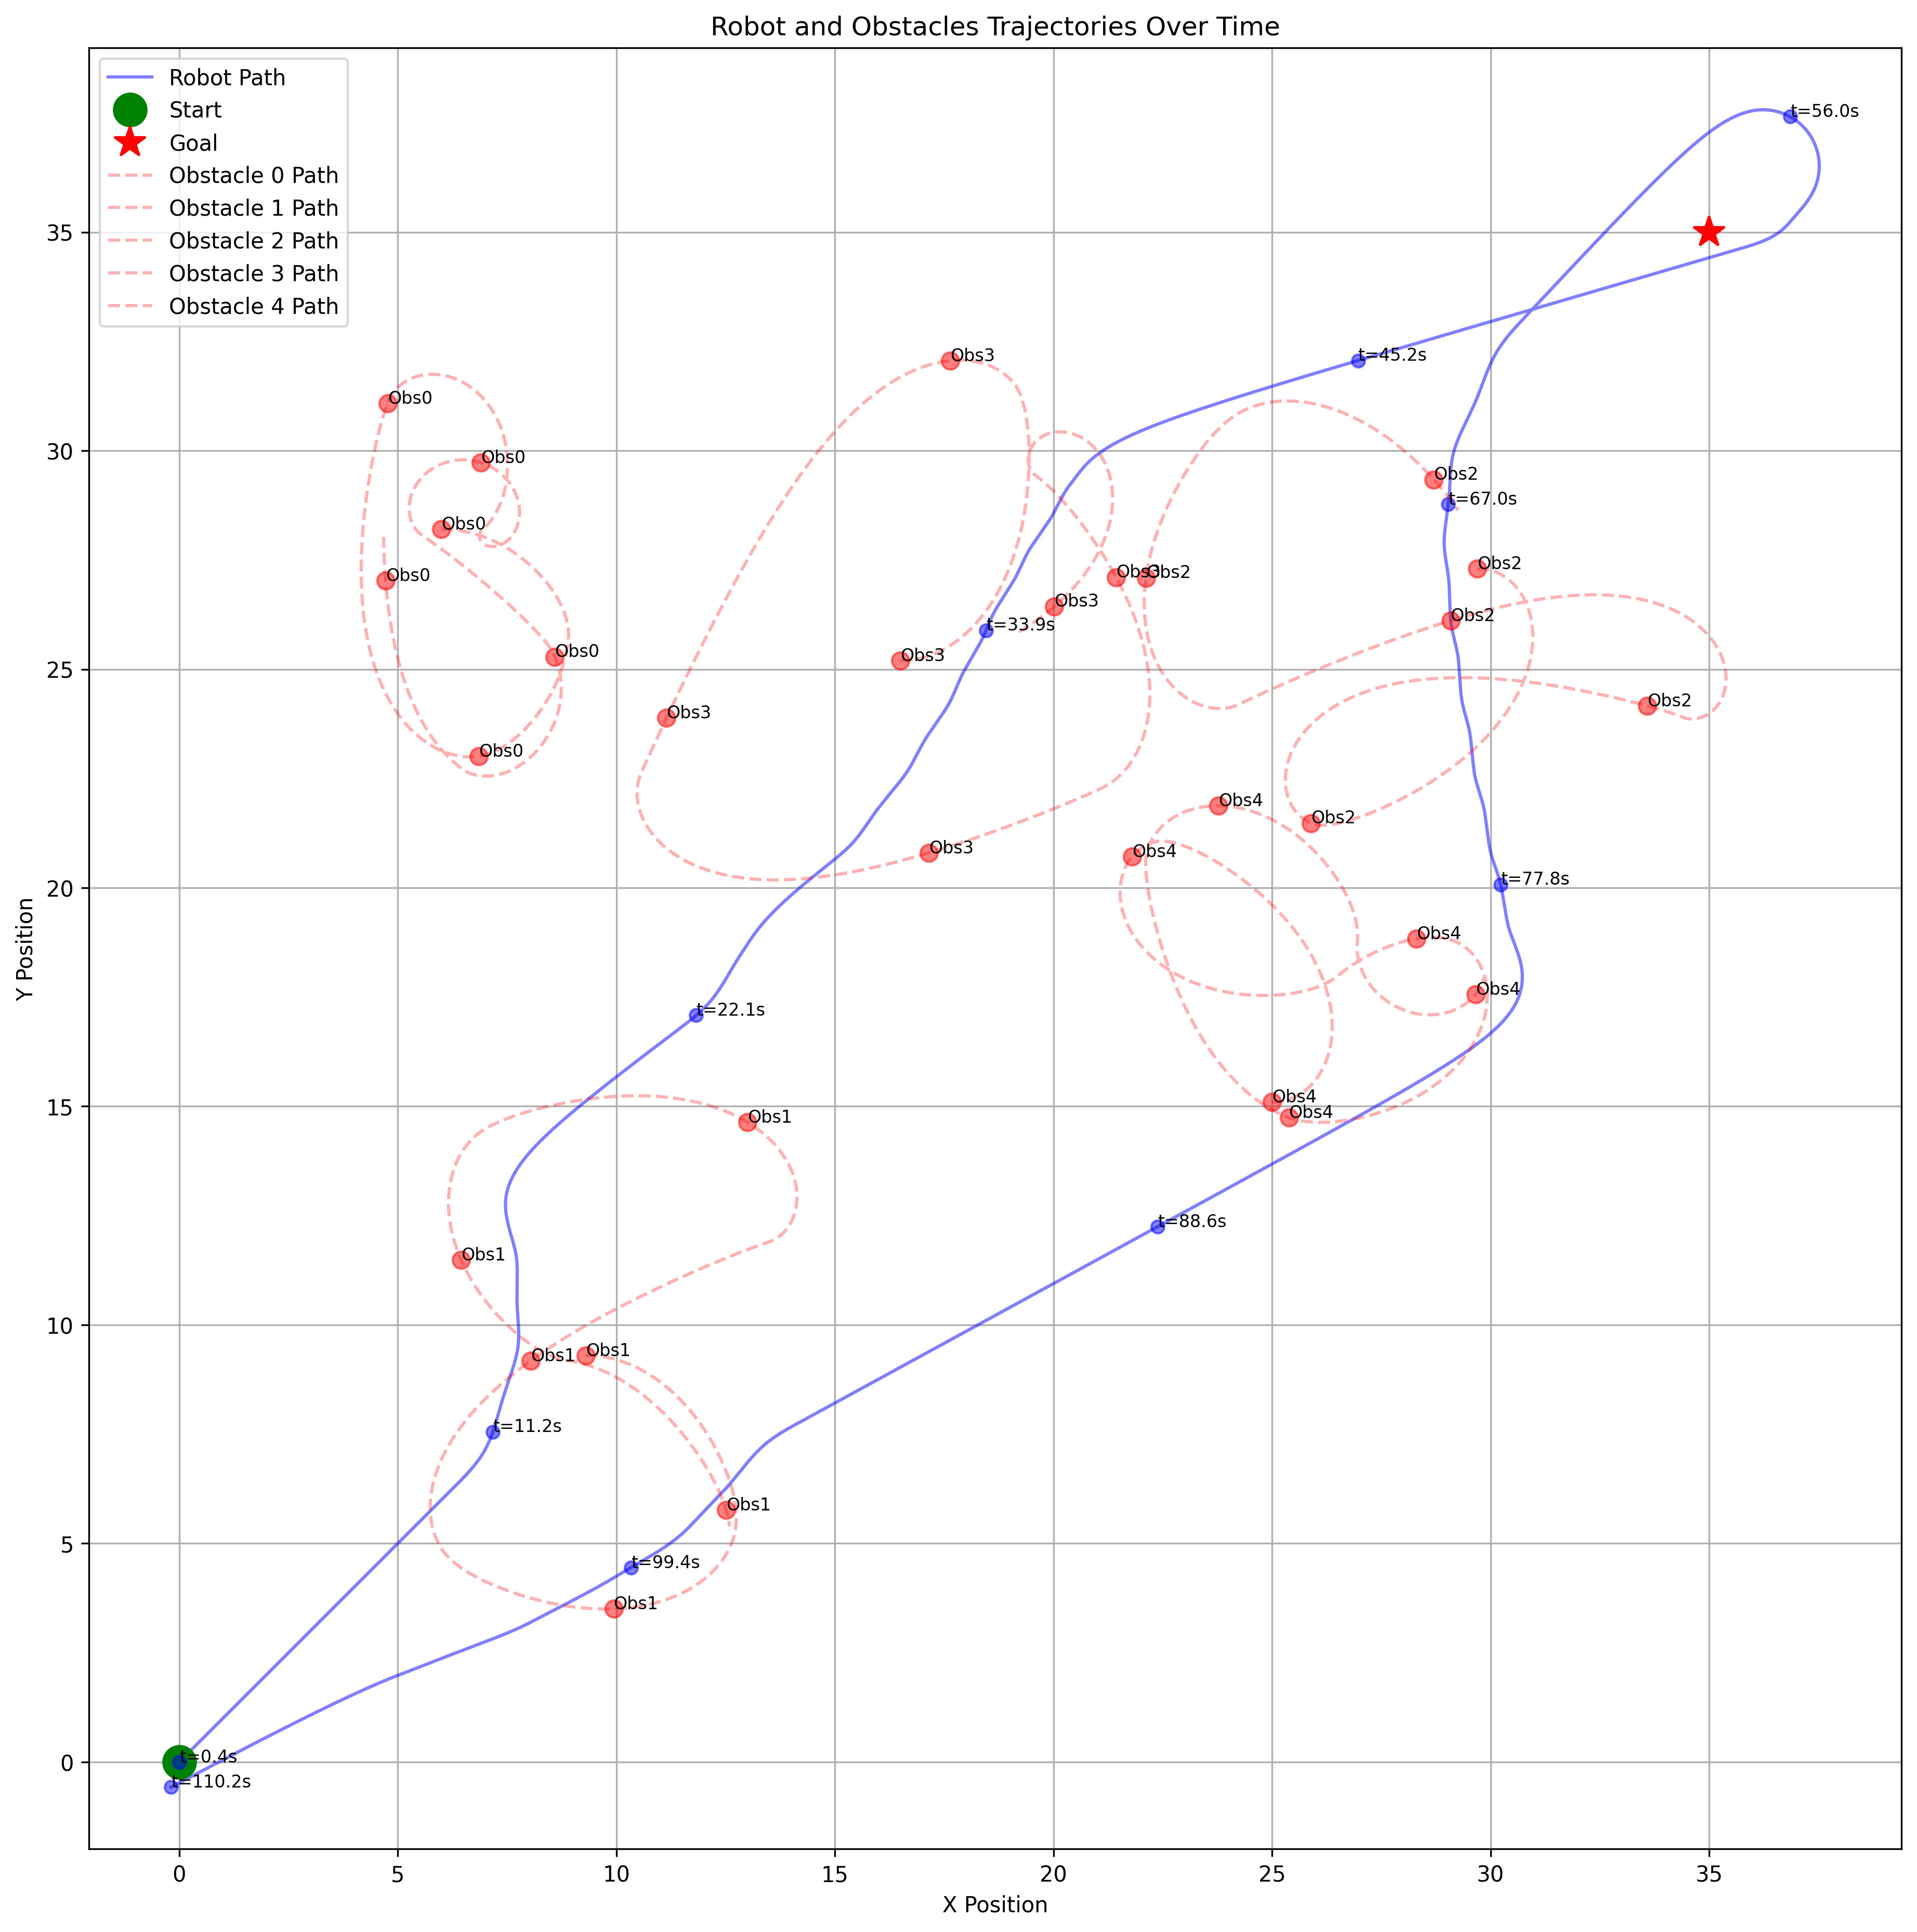 Robot and Obstacles Trajectories Over Time
Robot Path
Start
Goal
Obstacle 0 Path
Obstacle 1 Path
Obstacle 2 Path
Obstacle 3 Path
Obstacle 4 Path
t=56.0s
35
t=45.2s
Obs3
Obs0
30
Obs0
Obs2
t=67.0s
Obs0
Obs2
Obs3
Obs2
Obs0
Obs3
Obs2
t=33.9s
Obs3
Obs0
25
Obs2
Obs3
Obs0
Obs4
Obs2
Obs3
Obs4
20
t=77.8s
Obs4
Obs4
t=22.1s
Y Position
15
Obs4
Obs4
Obs1
t=88.6s
Obs1
10
Obs1
Obs1
t=11.2s
Obs1
5
t=99.4s
Obs1
0
t=0.4s
t=110.2s
0 5 10 15 20 25 30 35
X Position